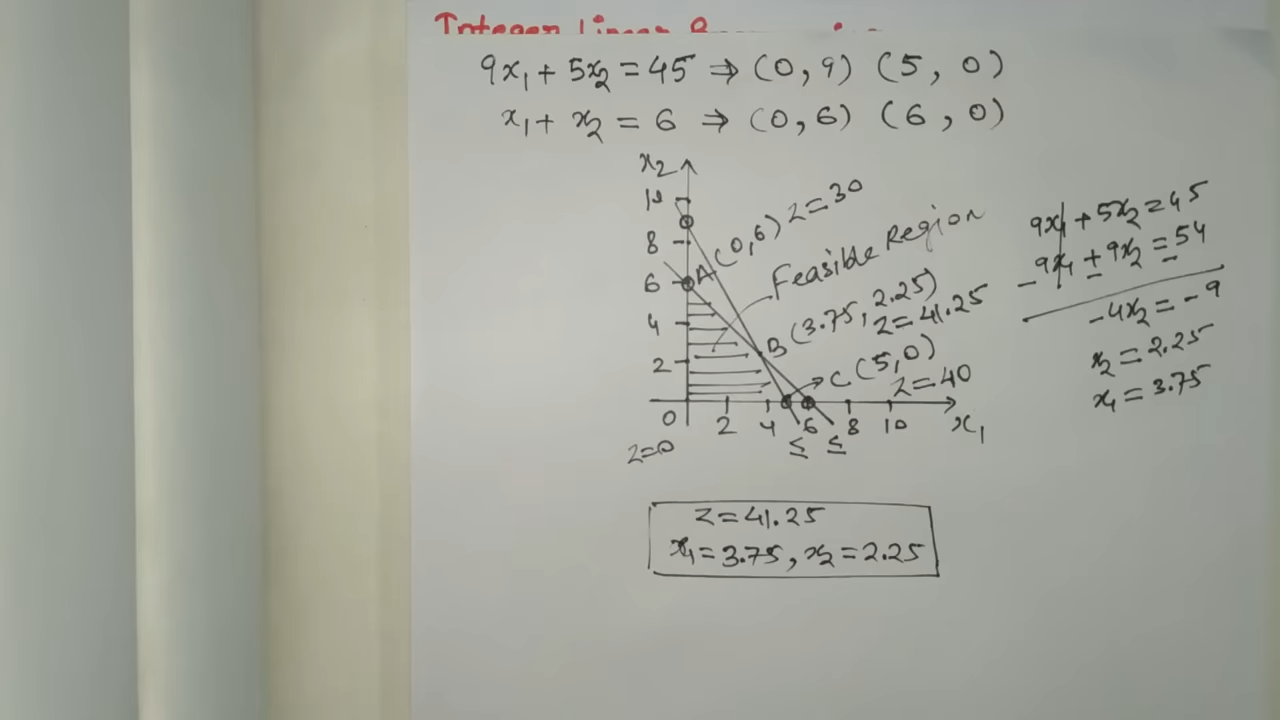 Integer Linear
9x₁ + 5x₂ = 45 ⇒ (0, 9) (5, 0)
x₁ + x₂ = 6 ⇒ (0, 6) (6, 0)
x₂
10
8
6
4
2
0
2 4 6 8 10
x₁
Z=0
≤ ≤
A (0,6) Z=30
Feasible Region
B (3.75, 2.25)
Z=41.25
C (5,0)
Z=40
9x₁ + 5x₂ = 45
- 9x₁ + 9x₂ = 54
- -
-4x₂ = -9
x₂ = 2.25
x₁ = 3.75
Z = 41.25
x₁ = 3.75, x₂ = 2.25